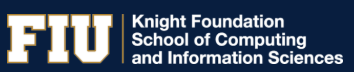 FIU
Knight Foundation
School of Computing
and Information Sciences